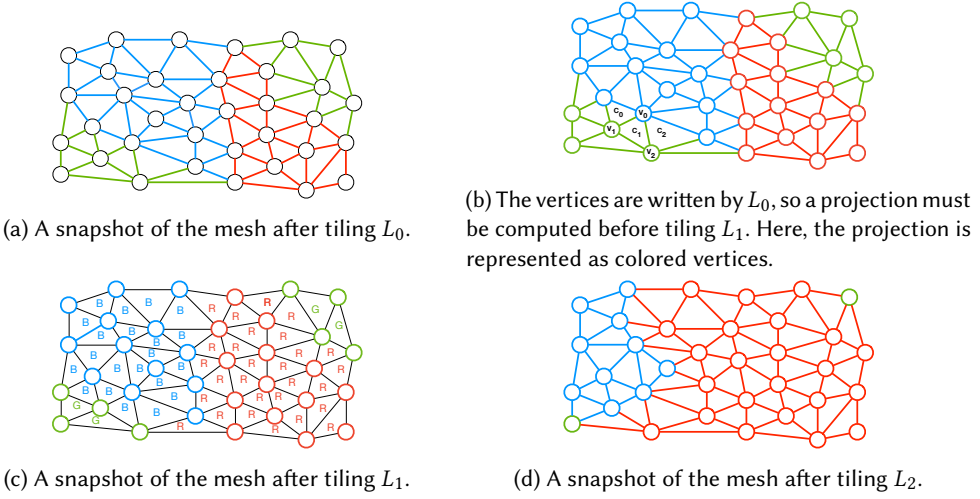 c₀
v₀
v₁
c₁
c₂
v₂
(a) A snapshot of the mesh after tiling L₀.
(b) The vertices are written by L₀, so a projection must
be computed before tiling L₁. Here, the projection is
represented as colored vertices.
B B R R R G
B B R R R G
B B B R R
B B B B R R R R
B B B R R R R
G B B R R R R
G B R R R
(c) A snapshot of the mesh after tiling L₁.
(d) A snapshot of the mesh after tiling L₂.